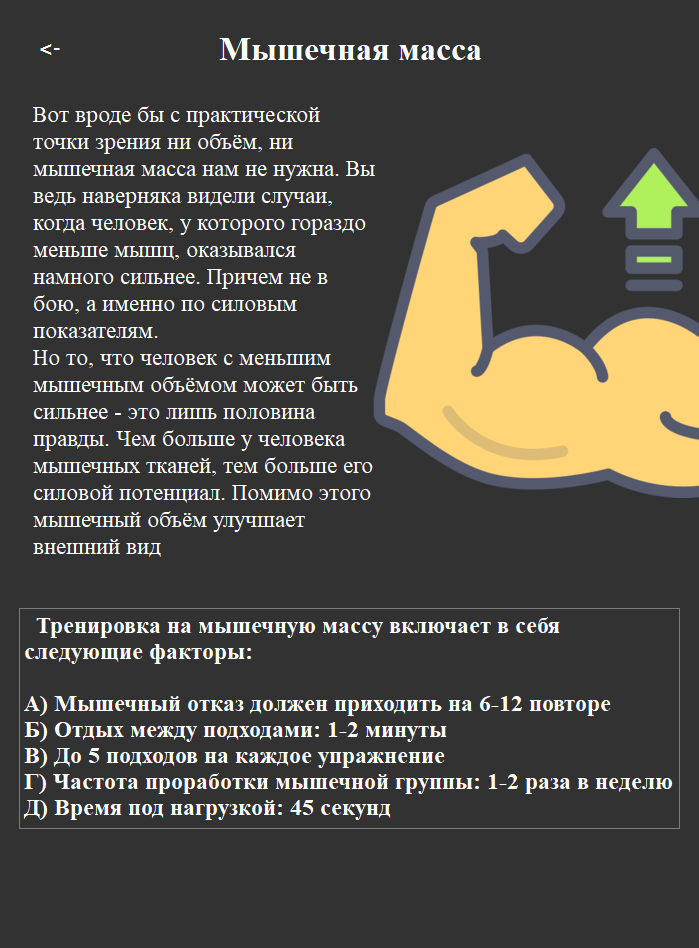 <-
Мышечная масса
Вот вроде бы с практической
точки зрения ни объём, ни
мышечная масса нам не нужна. Вы
ведь наверняка видели случаи,
когда человек, у которого гораздо
меньше мышц, оказывался
намного сильнее. Причем не в
бою, а именно по силовым
показателям.
Но то, что человек с меньшим
мышечным объёмом может быть
сильнее - это лишь половина
правды. Чем больше у человека
мышечных тканей, тем больше его
силовой потенциал. Помимо этого
мышечный объём улучшает
внешний вид
Тренировка на мышечную массу включает в себя
следующие факторы:
А) Мышечный отказ должен приходить на 6-12 повторе
Б) Отдых между подходами: 1-2 минуты
В) До 5 подходов на каждое упражнение
Г) Частота проработки мышечной группы: 1-2 раза в неделю
Д) Время под нагрузкой: 45 секунд